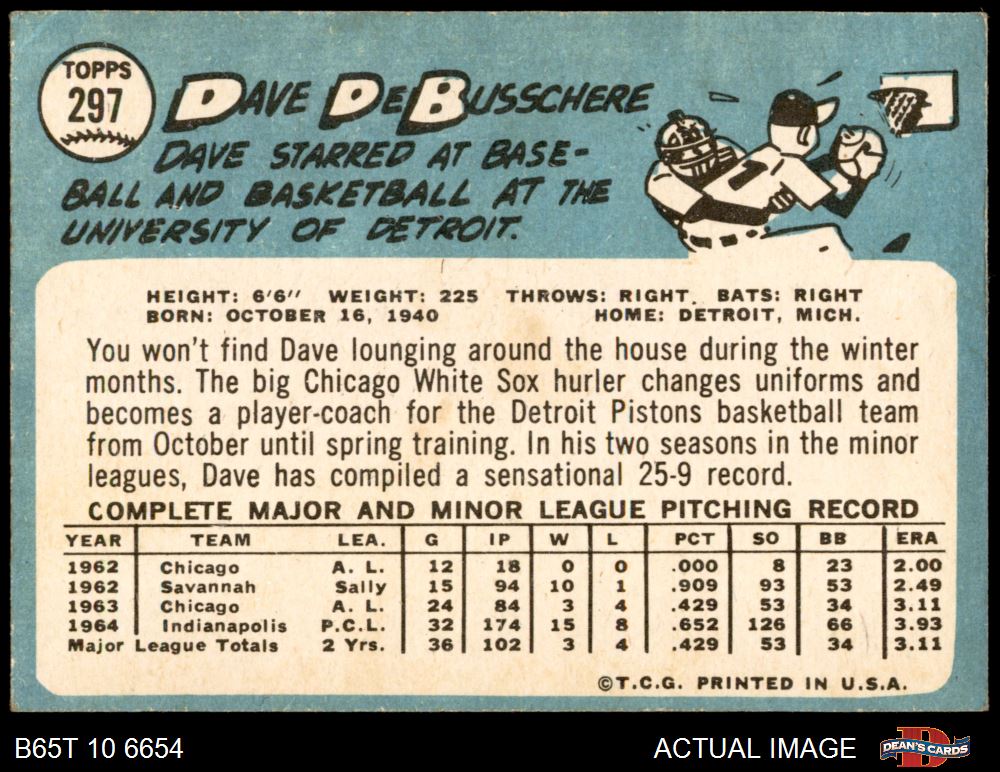 TOPPS
297
DAVE DEBUSSCHERE
DAVE STARRED AT BASE-
BALL AND BASKETBALL AT THE
UNIVERSITY OF DETROIT.
1
HEIGHT: 6'6" WEIGHT: 225 THROWS: RIGHT BATS: RIGHT
BORN: OCTOBER 16, 1940 HOME: DETROIT, MICH.
You won't find Dave lounging around the house during the winter
months. The big Chicago White Sox hurler changes uniforms and
becomes a player-coach for the Detroit Pistons basketball team
from October until spring training. In his two seasons in the minor
leagues, Dave has compiled a sensational 25-9 record.
COMPLETE MAJOR AND MINOR LEAGUE PITCHING RECORD
YEAR TEAM LEA. G IP W L PCT SO BB ERA
1962 Chicago A. L. 12 18 0 0 .000 8 23 2.00
1962 Savannah Sally 15 94 10 1 .909 93 53 2.49
1963 Chicago A. L. 24 84 3 4 .429 53 34 3.11
1964 Indianapolis P.C.L. 32 174 15 8 .652 126 66 3.93
Major League Totals 2 Yrs. 36 102 3 4 .429 53 34 3.11
©T.C.G. PRINTED IN U.S.A.
B65T 10 6654 ACTUAL IMAGE DEAN'S CARDS